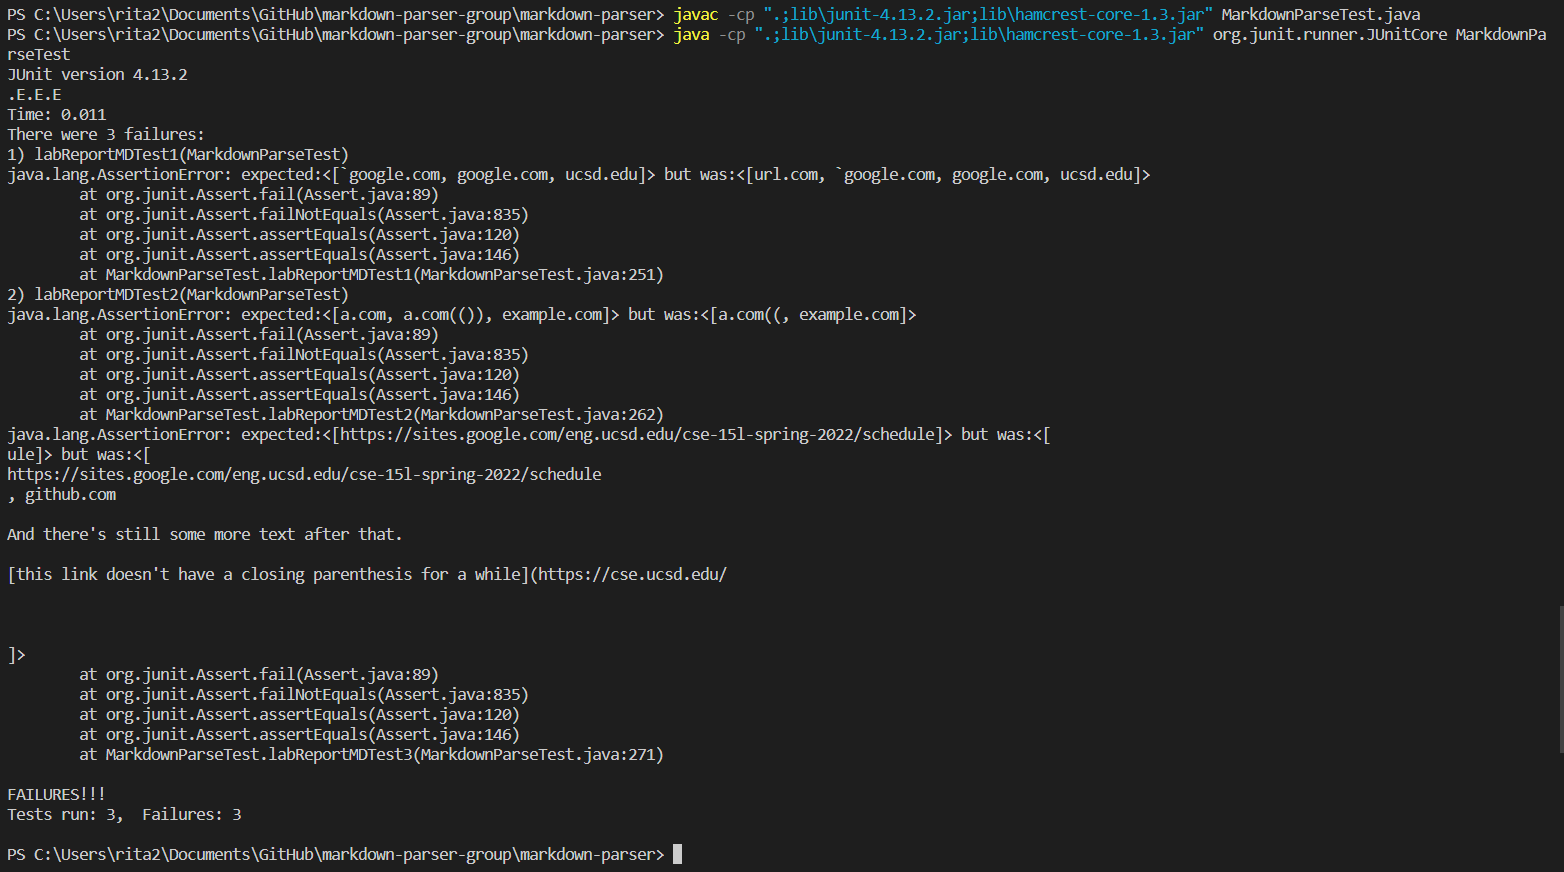 PS C:\Users\rita2\Documents\GitHub\markdown-parser-group\markdown-parser> javac -cp ".;lib\junit-4.13.2.jar;lib\hamcrest-core-1.3.jar" MarkdownParseTest.java
PS C:\Users\rita2\Documents\GitHub\markdown-parser-group\markdown-parser> java -cp ".;lib\junit-4.13.2.jar;lib\hamcrest-core-1.3.jar" org.junit.runner.JUnitCore MarkdownPa
rseTest
JUnit version 4.13.2
.E.E.E
Time: 0.011
There were 3 failures:
1) labReportMDTest1(MarkdownParseTest)
java.lang.AssertionError: expected:<[`google.com, google.com, ucsd.edu]> but was:<[url.com, `google.com, google.com, ucsd.edu]>
        at org.junit.Assert.fail(Assert.java:89)
        at org.junit.Assert.failNotEquals(Assert.java:835)
        at org.junit.Assert.assertEquals(Assert.java:120)
        at org.junit.Assert.assertEquals(Assert.java:146)
        at MarkdownParseTest.labReportMDTest1(MarkdownParseTest.java:251)
2) labReportMDTest2(MarkdownParseTest)
java.lang.AssertionError: expected:<[a.com, a.com(()), example.com]> but was:<[a.com((, example.com]>
        at org.junit.Assert.fail(Assert.java:89)
        at org.junit.Assert.failNotEquals(Assert.java:835)
        at org.junit.Assert.assertEquals(Assert.java:120)
        at org.junit.Assert.assertEquals(Assert.java:146)
        at MarkdownParseTest.labReportMDTest2(MarkdownParseTest.java:262)
java.lang.AssertionError: expected:<[https://sites.google.com/eng.ucsd.edu/cse-15l-spring-2022/schedule]> but was:<[
ule]> but was:<[
https://sites.google.com/eng.ucsd.edu/cse-15l-spring-2022/schedule
, github.com

And there's still some more text after that.

[this link doesn't have a closing parenthesis for a while](https://cse.ucsd.edu/



]>
        at org.junit.Assert.fail(Assert.java:89)
        at org.junit.Assert.failNotEquals(Assert.java:835)
        at org.junit.Assert.assertEquals(Assert.java:120)
        at org.junit.Assert.assertEquals(Assert.java:146)
        at MarkdownParseTest.labReportMDTest3(MarkdownParseTest.java:271)

FAILURES!!!
Tests run: 3,  Failures: 3

PS C:\Users\rita2\Documents\GitHub\markdown-parser-group\markdown-parser>